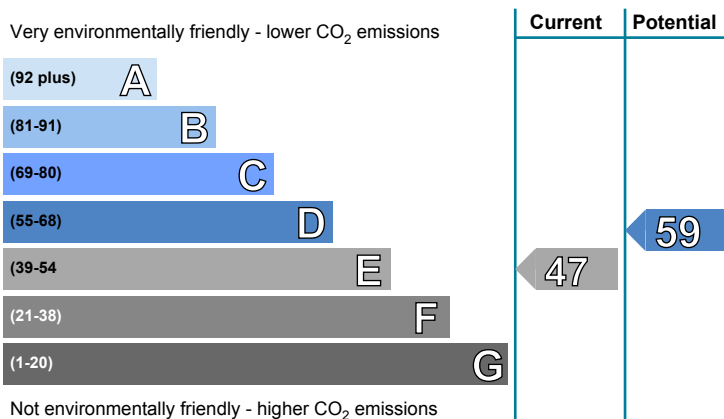 Current Potential
Very environmentally friendly - lower CO2 emissions
(92 plus) A
(81-91) B
(69-80) C
(55-68) D
59
(39-54 E
47
(21-38) F
(1-20) G
Not environmentally friendly - higher CO2 emissions